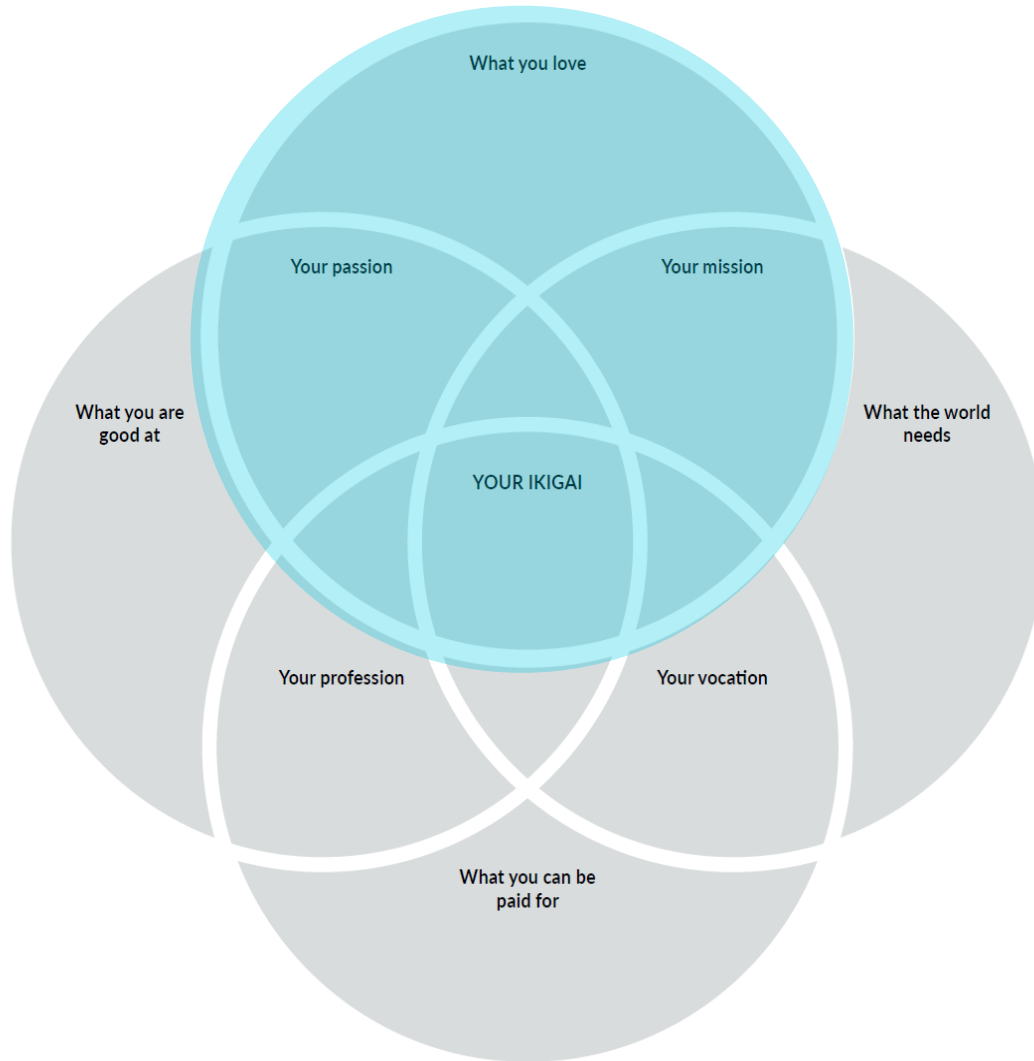 What you love
Your passion
Your mission
What you are
good at
What the world
needs
YOUR IKIGAI
Your profession
Your vocation
What you can be
paid for